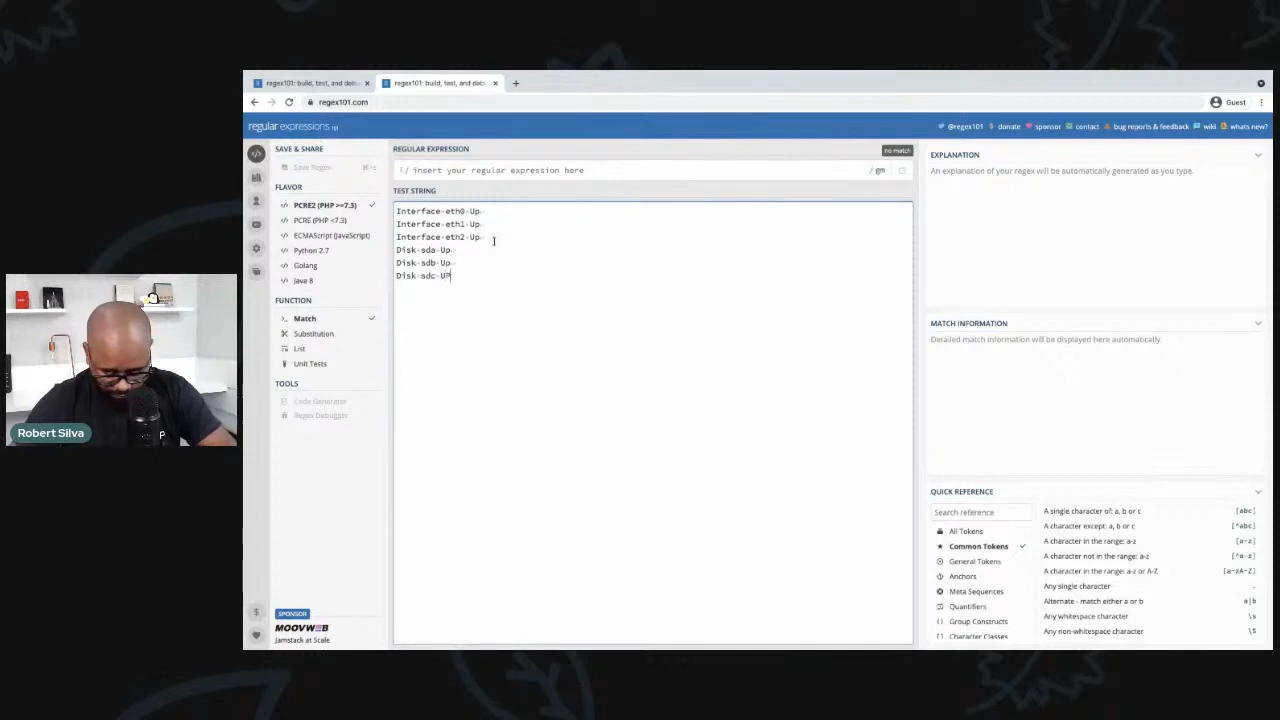 regex101: build, test, and debu
regex101: build, test, and deb
regex101.com
Guest
regular expressions 101
@regex101
donate
sponsor
contact
bug reports & feedback
wiki
whats new?
SAVE & SHARE
Save Regex
⌘+s
FLAVOR
PCRE2 (PHP >=7.3)
PCRE (PHP <7.3)
ECMAScript (JavaScript)
Python 2.7
Golang
Java 8
FUNCTION
Match
Substitution
List
Unit Tests
TOOLS
Code Generator
Regex Debugger
SPONSOR
MOOVWEB
Jamstack at Scale
REGULAR EXPRESSION
no match
/ insert your regular expression here
/ gm
TEST STRING
Interface-eth0-Up
Interface-eth1-Up
Interface-eth2-Up
Disk-sda-Up
Disk-sdb-Up
Disk-sdc-UP
EXPLANATION
An explanation of your regex will be automatically generated as you type.
MATCH INFORMATION
Detailed match information will be displayed here automatically.
QUICK REFERENCE
Search reference
All Tokens
Common Tokens
General Tokens
Anchors
Meta Sequences
Quantifiers
Group Constructs
Character Classes
A single character of: a, b or c [abc]
A character except: a, b or c [^abc]
A character in the range: a-z [a-z]
A character not in the range: a-z [^a-z]
A character in the range: a-z or A-Z [a-zA-Z]
Any single character .
Alternate - match either a or b a|b
Any whitespace character \s
Any non-whitespace character \S
Robert Silva